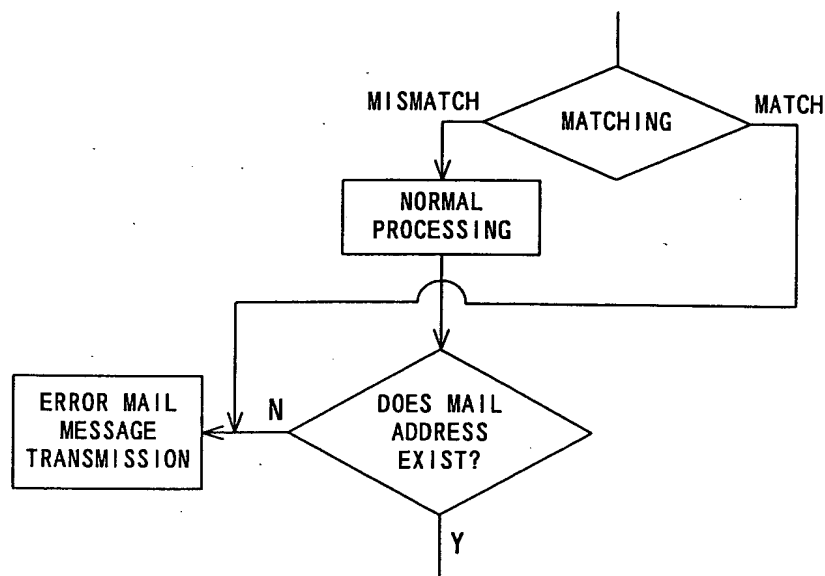 MISMATCH
MATCHING
MATCH
NORMAL
PROCESSING
ERROR MAIL
MESSAGE
TRANSMISSION
N
DOES MAIL
ADDRESS
EXIST?
Y